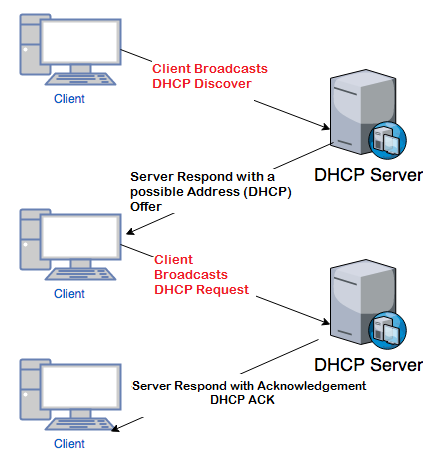 Client
Client Broadcasts
DHCP Discover
DHCP Server
Server Respond with a
possible Address (DHCP)
Offer
Client
Client
Broadcasts
DHCP Request
DHCP Server
Server Respond with Acknowledgement
DHCP ACK
Client